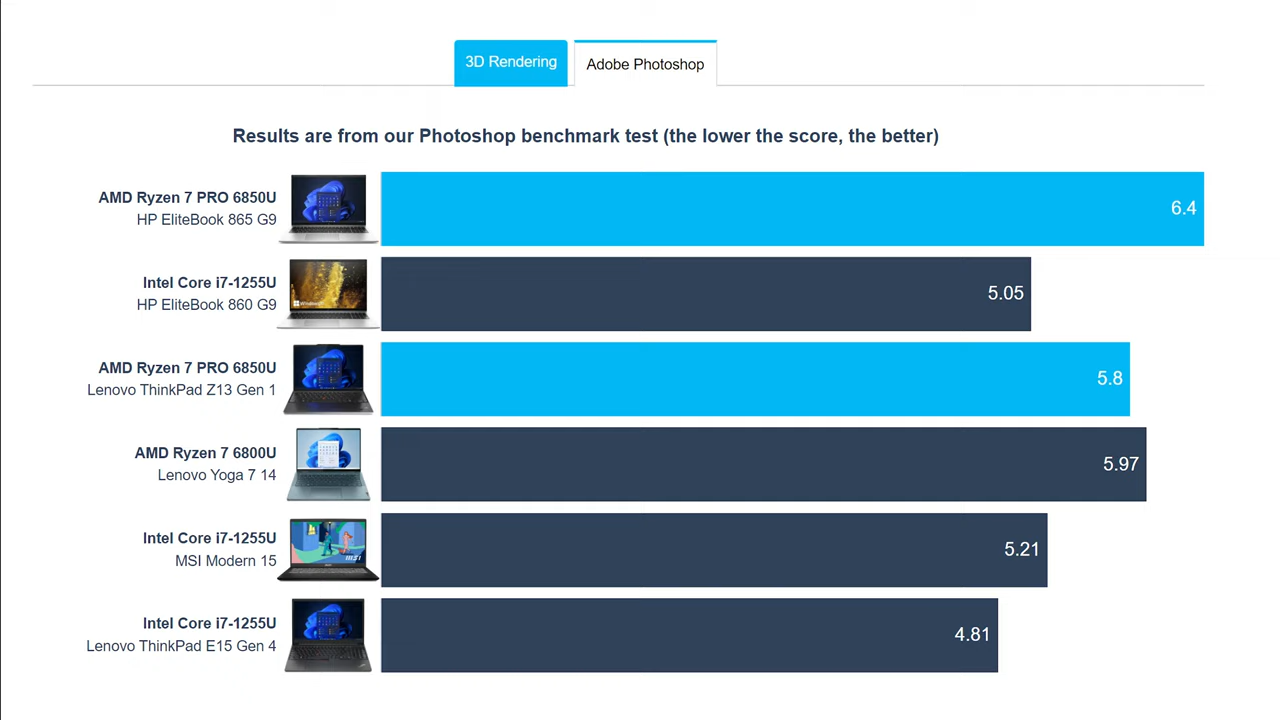 3D Rendering
Adobe Photoshop
Results are from our Photoshop benchmark test (the lower the score, the better)
AMD Ryzen 7 PRO 6850U
HP EliteBook 865 G9
6.4
Intel Core i7-1255U
HP EliteBook 860 G9
5.05
AMD Ryzen 7 PRO 6850U
Lenovo ThinkPad Z13 Gen 1
5.8
AMD Ryzen 7 6800U
Lenovo Yoga 7 14
5.97
Intel Core i7-1255U
MSI Modern 15
5.21
Intel Core i7-1255U
Lenovo ThinkPad E15 Gen 4
4.81